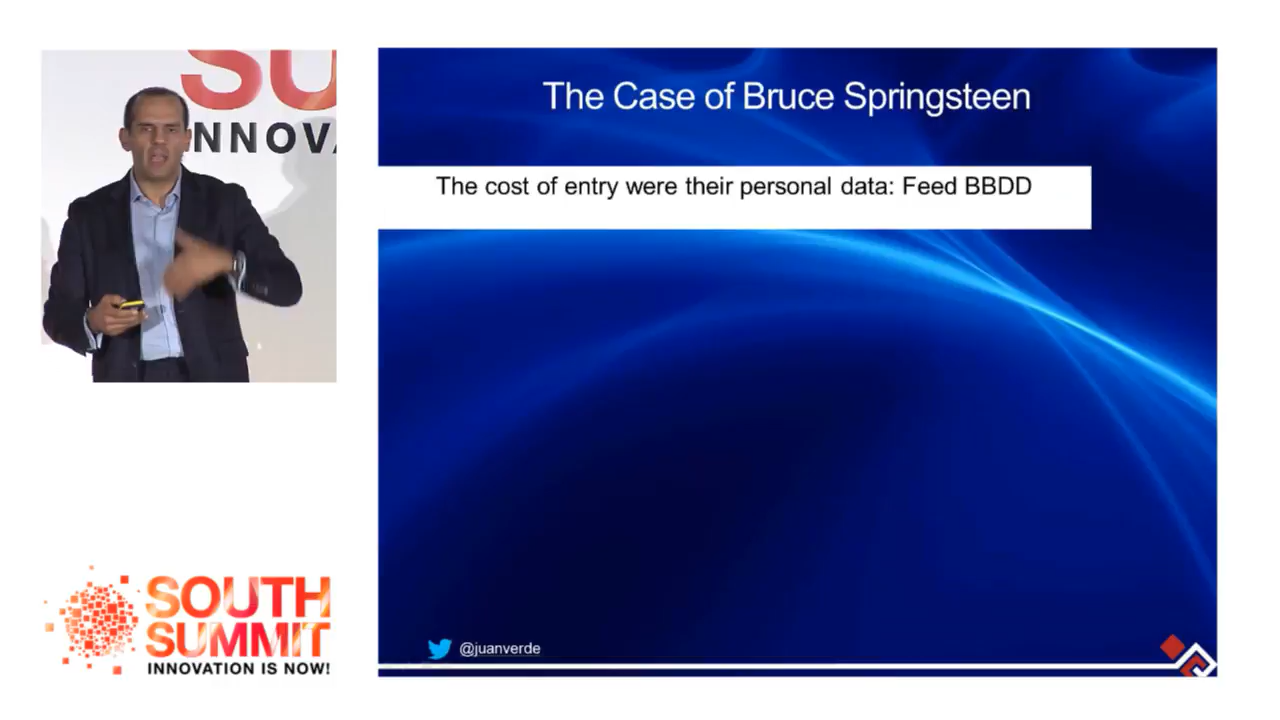 SU
INNOVA
The Case of Bruce Springsteen
The cost of entry were their personal data: Feed BBDD
@juanverde
SOUTH
SUMMIT
INNOVATION IS NOW!